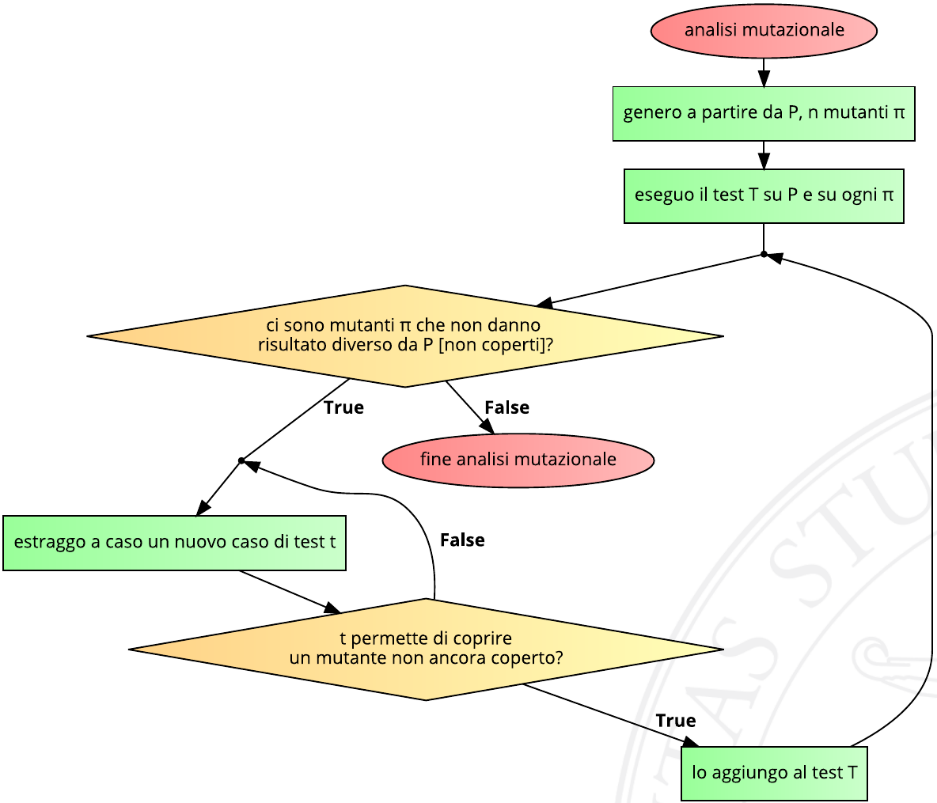 analisi mutazionale
genero a partire da P, n mutanti π
eseguo il test T su P e su ogni π
ci sono mutanti π che non danno
risultato diverso da P [non coperti]?
True
False
fine analisi mutazionale
estraggo a caso un nuovo caso di test t
False
t permette di coprire
un mutante non ancora coperto?
True
lo aggiungo al test T
TAS STU